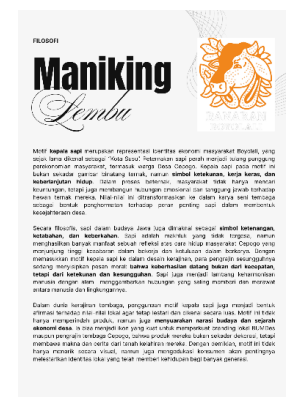 FILOSOFI
Maniking
Lembu
Motif kepala sapi merupakan representasi identitas ekonomi masyarakat Boyolali, yang
sejak lama dikenal sebagai "Kota Susu". Peternakan sapi perah menjadi tulang punggung
perekonomian masyarakat, termasuk warga Desa Cepogo. Kepala sapi pada motif ini
bukan sekadar gambar binatang ternak, namun simbol ketekunan, kerja keras, dan
keberlanjutan hidup. Dalam proses beternak, masyarakat tidak hanya mencari
keuntungan, tetapi juga membangun hubungan emosional dan tanggung jawab terhadap
hewan ternak mereka. Nilai-nilai ini ditransformasikan ke dalam karya seni tembaga
sebagai bentuk penghormatan terhadap peran penting sapi dalam membentuk
kesejahteraan desa.
Secara filosofis, sapi dalam budaya Jawa juga dimaknai sebagai simbol ketenangan,
ketabahan, dan keberkahan. Sapi adalah makhluk yang tidak tergesa, namun
menghasilkan banyak manfaat sebuah refleksi atas cara hidup masyarakat Cepogo yang
menjunjung tinggi kesabaran dalam bekerja dan ketulusan dalam berkarya. Dengan
memasukkan motif kepala sapi ke dalam desain kerajinan, para pengrajin sesungguhnya
sedang menyisipkan pesan moral bahwa keberhasilan datang bukan dari kecepatan,
tetapi dari ketekunan dan kesungguhan. Sapi juga menjadi lambang keharmonisan
manusia dengan alam menggambarkan hubungan yang saling memberi dan merawat
antara manusia dan lingkungannya.
Dalam dunia kerajinan tembaga, penggunaan motif kepala sapi juga menjadi bentuk
afirmasi terhadap nilai-nilai lokal agar tetap lestari dan dikenal secara luas. Motif ini tidak
hanya memperindah produk, namun juga menyuarakan narasi budaya dan sejarah
ekonomi desa. Ia bisa menjadi ikon yang kuat untuk memperkuat branding lokal BUMDes
maupun pengrajin tembaga Cepogo, bahwa produk mereka bukan sekadar dekorasi, tetapi
membawa makna dan cerita dari tanah kelahiran mereka. Dengan demikian, motif ini tidak
hanya menarik secara visual, namun juga mengedukasi konsumen akan pentingnya
melestarikan identitas lokal yang telah memberi kehidupan bagi banyak generasi.